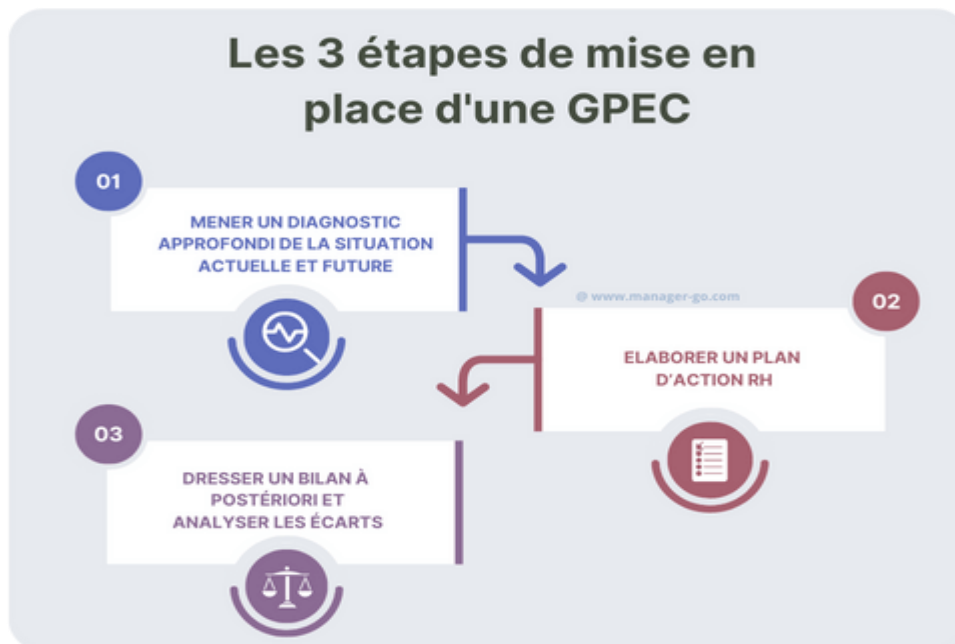 Les 3 étapes de mise en
place d'une GPEC
01
MENER UN DIAGNOSTIC
APPROFONDI DE LA SITUATION
ACTUELLE ET FUTURE
@ www.manager-go.com
02
ELABORER UN PLAN
D'ACTION RH
03
DRESSER UN BILAN À
POSTÉRIORI ET
ANALYSER LES ÉCARTS